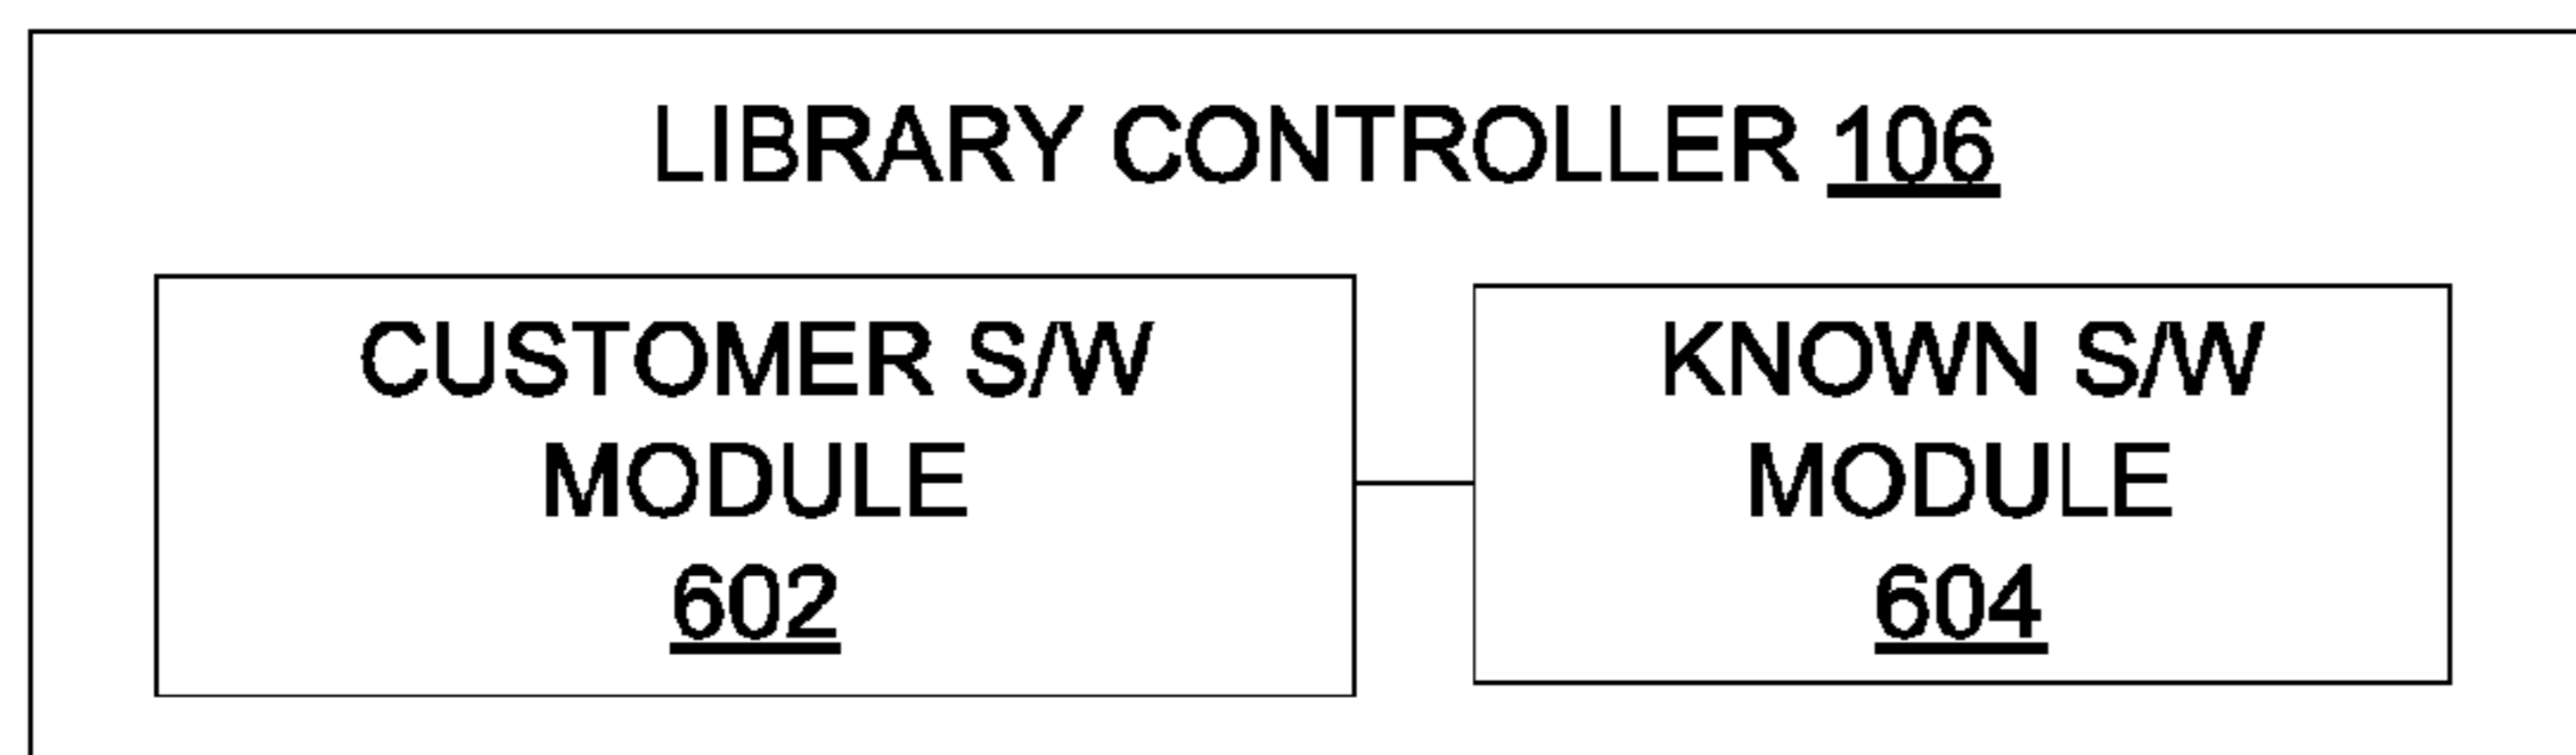 LIBRARY CONTROLLER 106
CUSTOMER S/W
MODULE
602
KNOWN S/W
MODULE
604